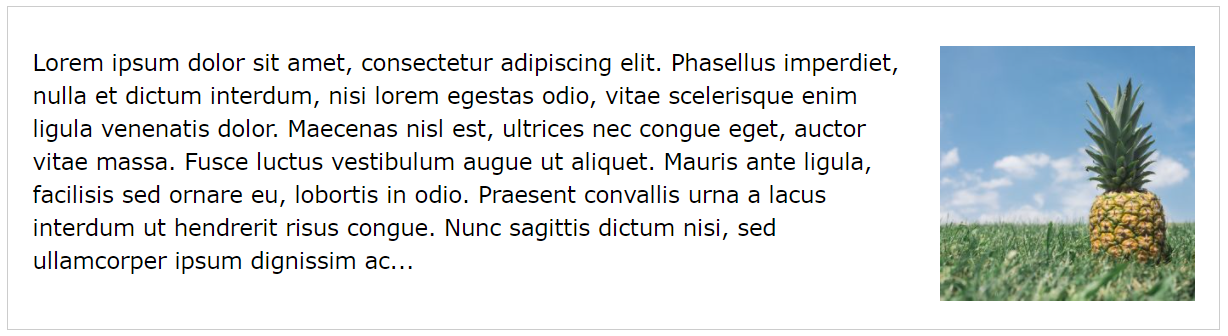 Lorem ipsum dolor sit amet, consectetur adipiscing elit. Phasellus imperdiet,
nulla et dictum interdum, nisi lorem egestas odio, vitae scelerisque enim
ligula venenatis dolor. Maecenas nisl est, ultrices nec congue eget, auctor
vitae massa. Fusce luctus vestibulum augue ut aliquet. Mauris ante ligula,
facilisis sed ornare eu, lobortis in odio. Praesent convallis urna a lacus
interdum ut hendrerit risus congue. Nunc sagittis dictum nisi, sed
ullamcorper ipsum dignissim ac...